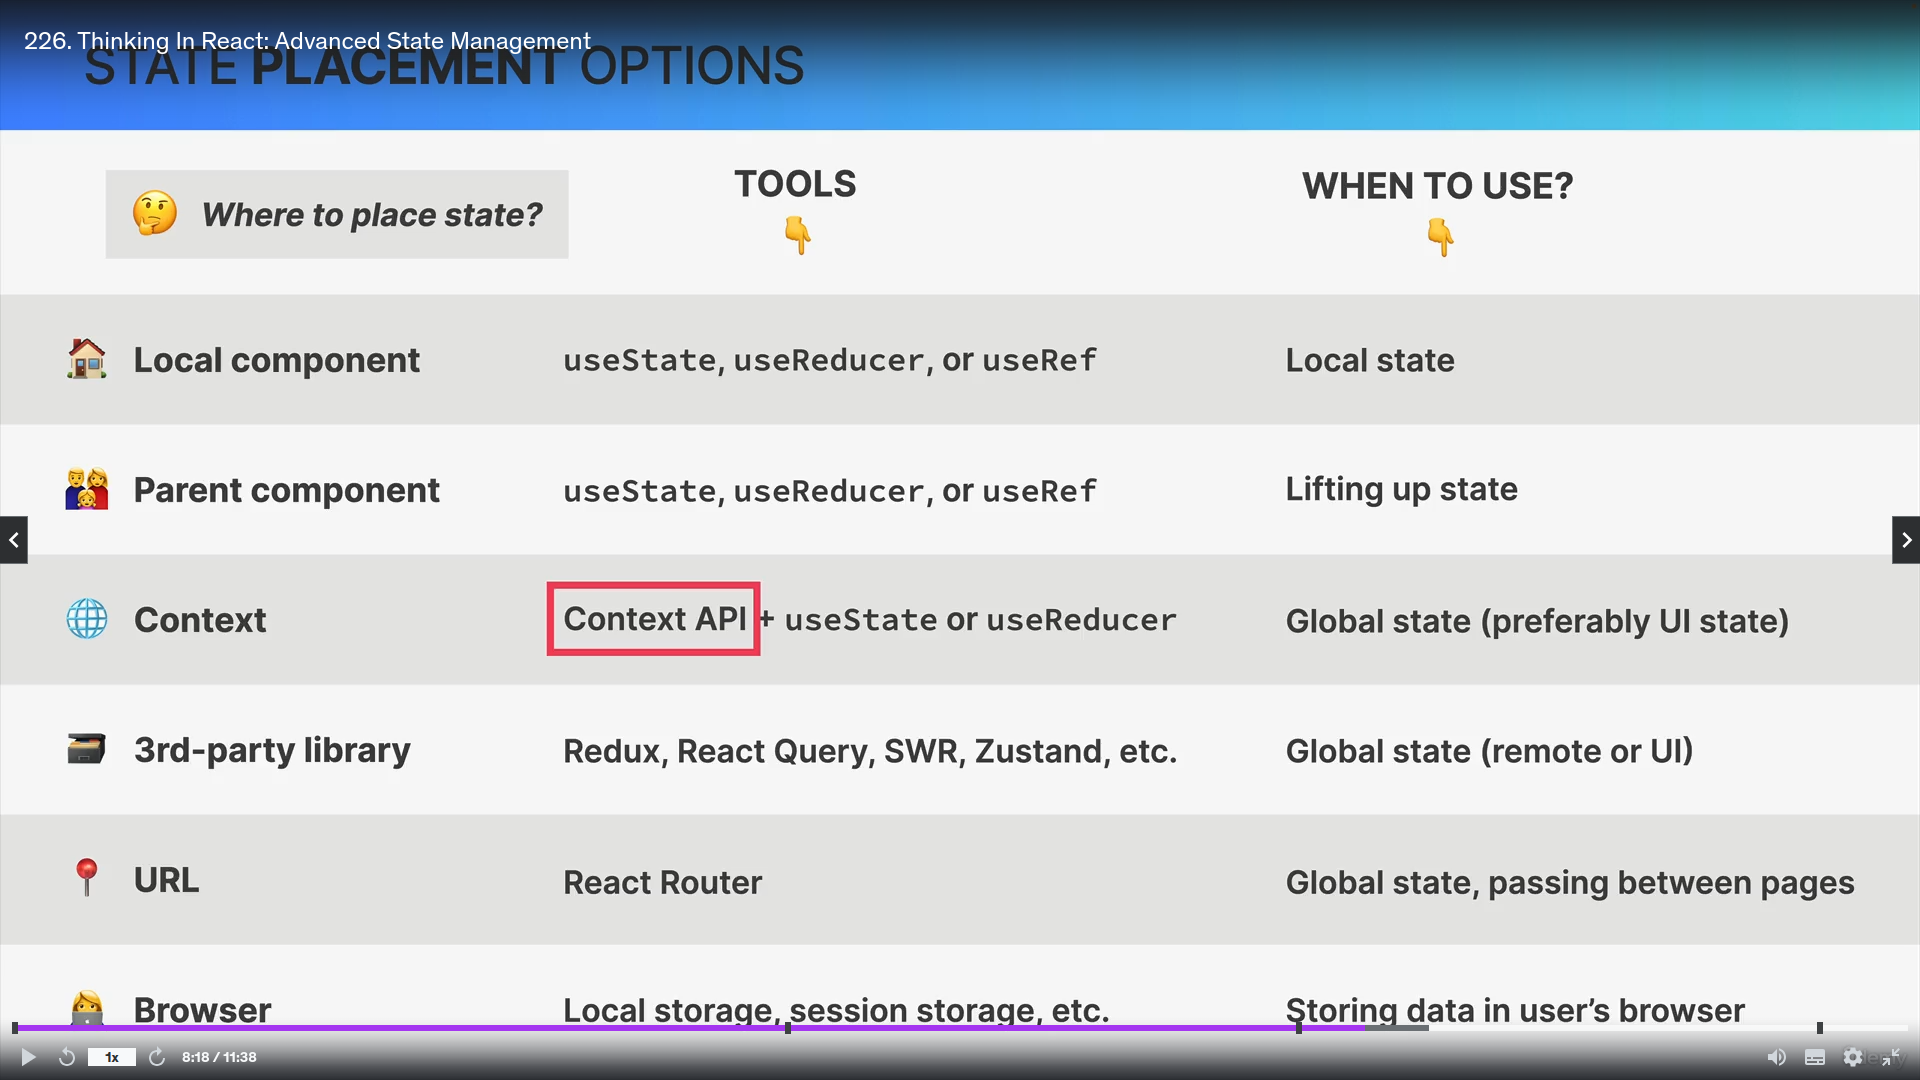 226. Thinking In React: Advanced State Management
STATE PLACEMENT OPTIONS
Where to place state?
TOOLS
WHEN TO USE?
Local component
useState, useReducer, or useRef
Local state
Parent component
useState, useReducer, or useRef
Lifting up state
Context
Context API + useState or useReducer
Global state (preferably UI state)
3rd-party library
Redux, React Query, SWR, Zustand, etc.
Global state (remote or UI)
URL
React Router
Global state, passing between pages
Browser
Local storage, session storage, etc.
Storing data in user’s browser
1x
8:18 / 11:38